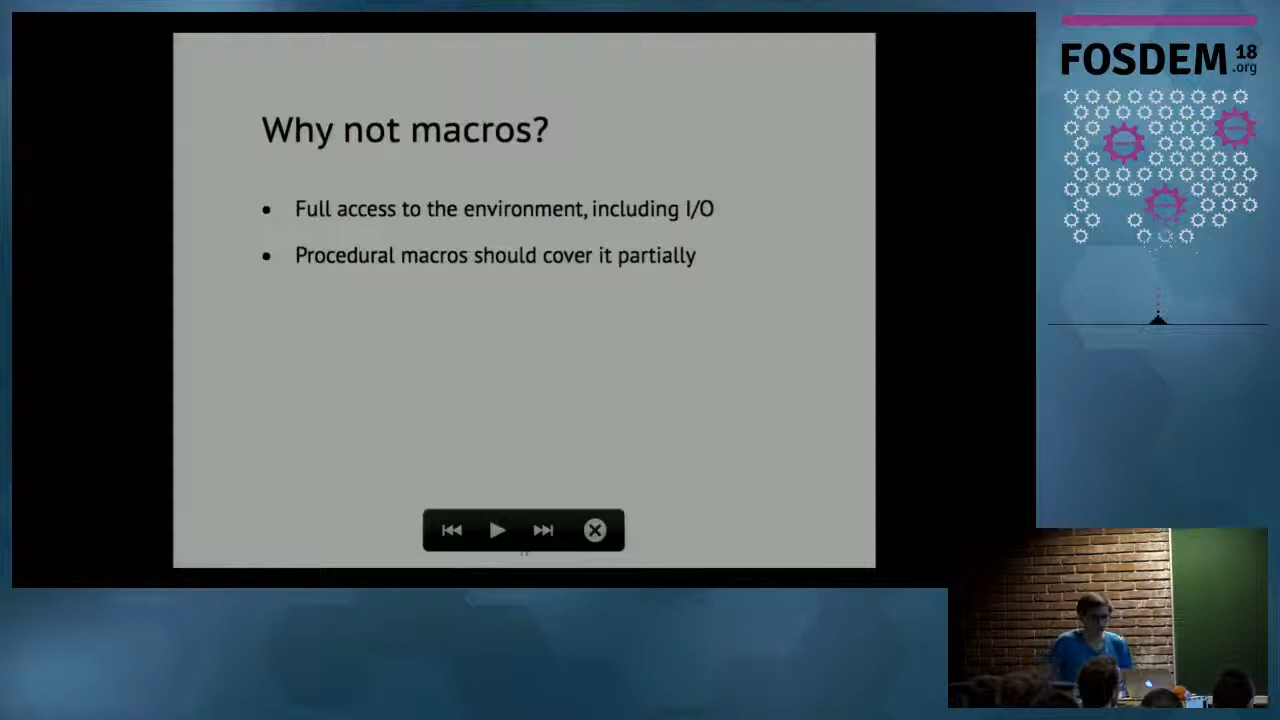 Why not macros?
• Full access to the environment, including I/O
• Procedural macros should cover it partially
FOSDEM 18
.org